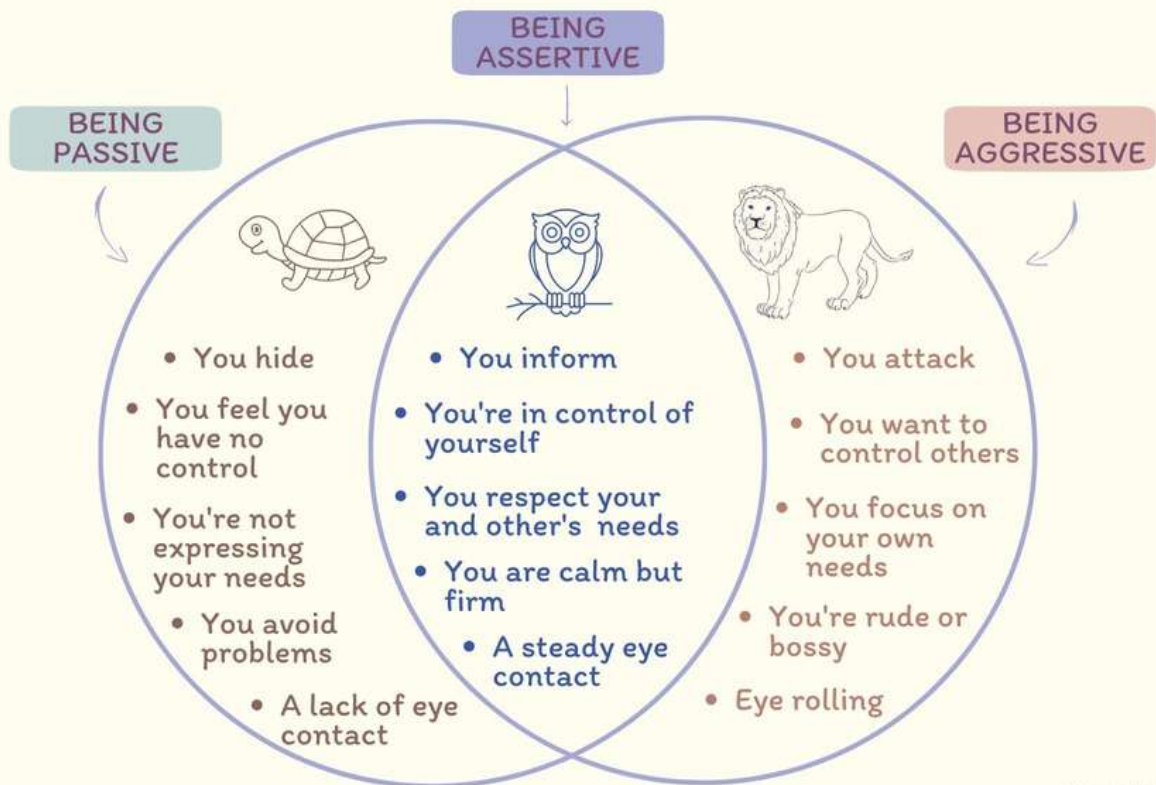 BEING
ASSERTIVE
BEING
PASSIVE
BEING
AGGRESSIVE
• You hide
• You feel you
have no
control
• You're not
expressing
your needs
• You avoid
problems
• A lack of eye
contact
• You inform
• You're in control of
yourself
• You respect your
and other's needs
• You are calm but
firm
• A steady eye
contact
• You attack
• You want to
control others
• You focus on
your own
needs
• You're rude or
bossy
• Eye rolling